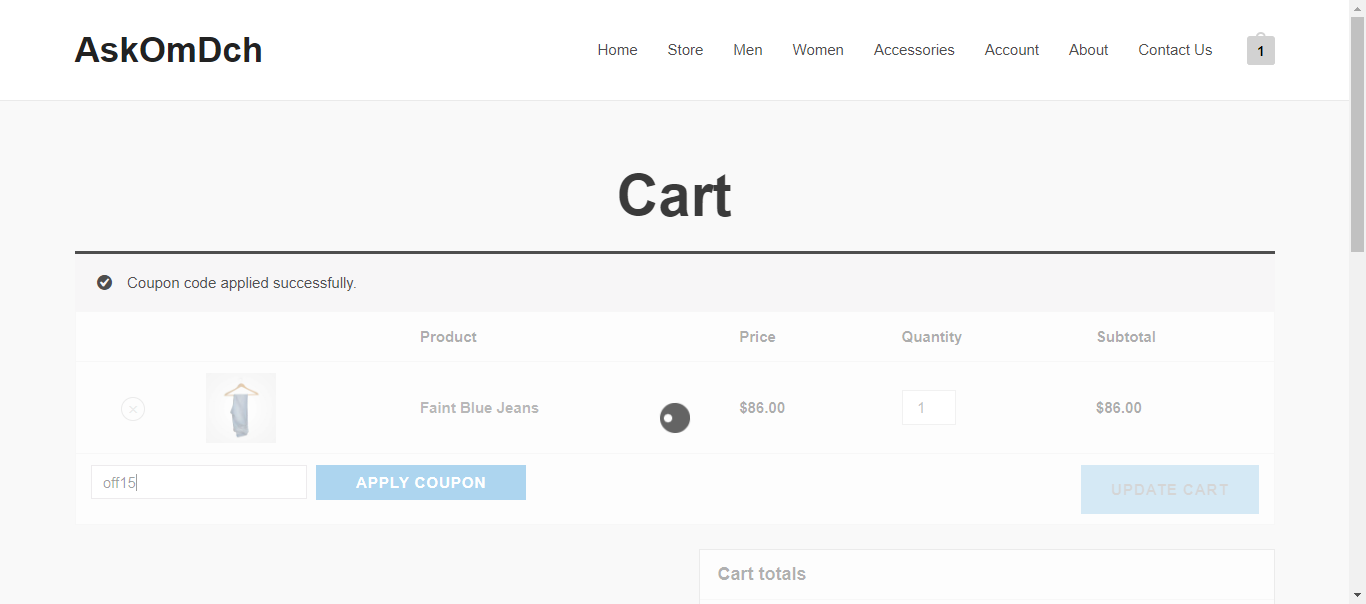 AskOmDch
Home Store Men Women Accessories Account About Contact Us 1
Cart
Coupon code applied successfully.
Product Price Quantity Subtotal
Faint Blue Jeans $86.00 1 $86.00
off15 APPLY COUPON UPDATE CART
Cart totals